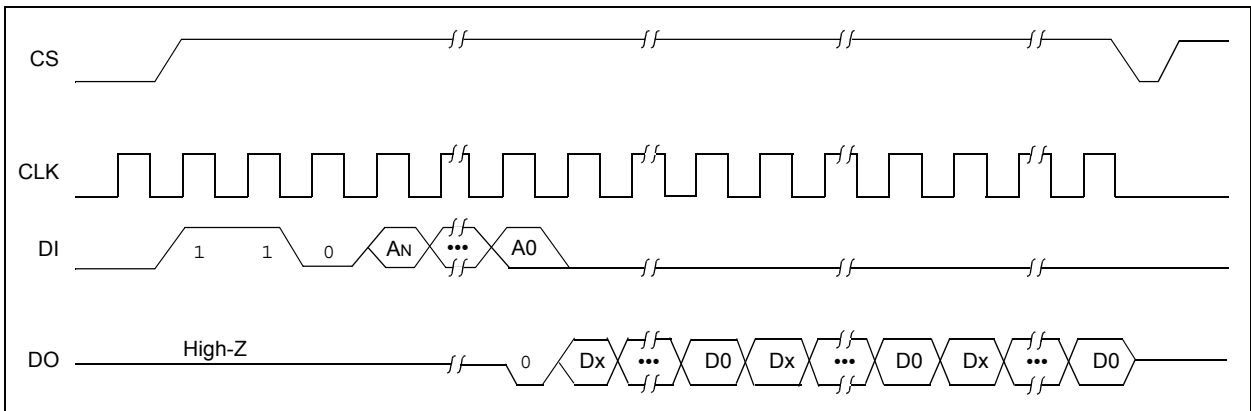 CS
CLK
DI 1 1 0 AN ••• A0
High-Z
DO 0 Dx ••• D0 Dx ••• D0 Dx ••• D0